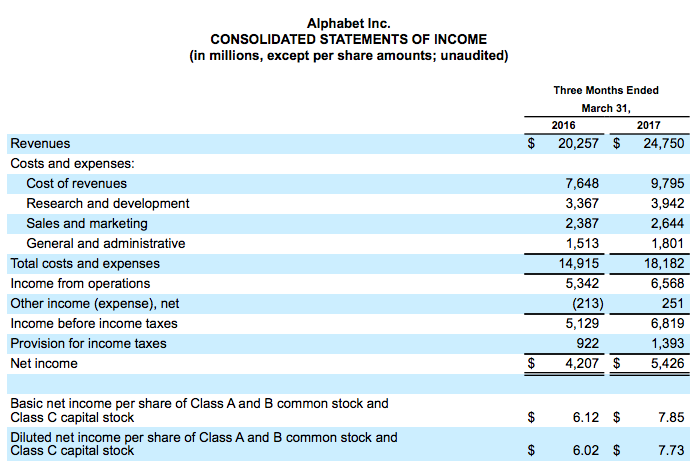 Alphabet Inc.
CONSOLIDATED STATEMENTS OF INCOME
(in millions, except per share amounts; unaudited)
Three Months Ended
March 31,
2016 2017
Revenues $ 20,257 $ 24,750
Costs and expenses:
Cost of revenues 7,648 9,795
Research and development 3,367 3,942
Sales and marketing 2,387 2,644
General and administrative 1,513 1,801
Total costs and expenses 14,915 18,182
Income from operations 5,342 6,568
Other income (expense), net (213) 251
Income before income taxes 5,129 6,819
Provision for income taxes 922 1,393
Net income $ 4,207 $ 5,426
Basic net income per share of Class A and B common stock and
Class C capital stock $ 6.12 $ 7.85
Diluted net income per share of Class A and B common stock and
Class C capital stock $ 6.02 $ 7.73